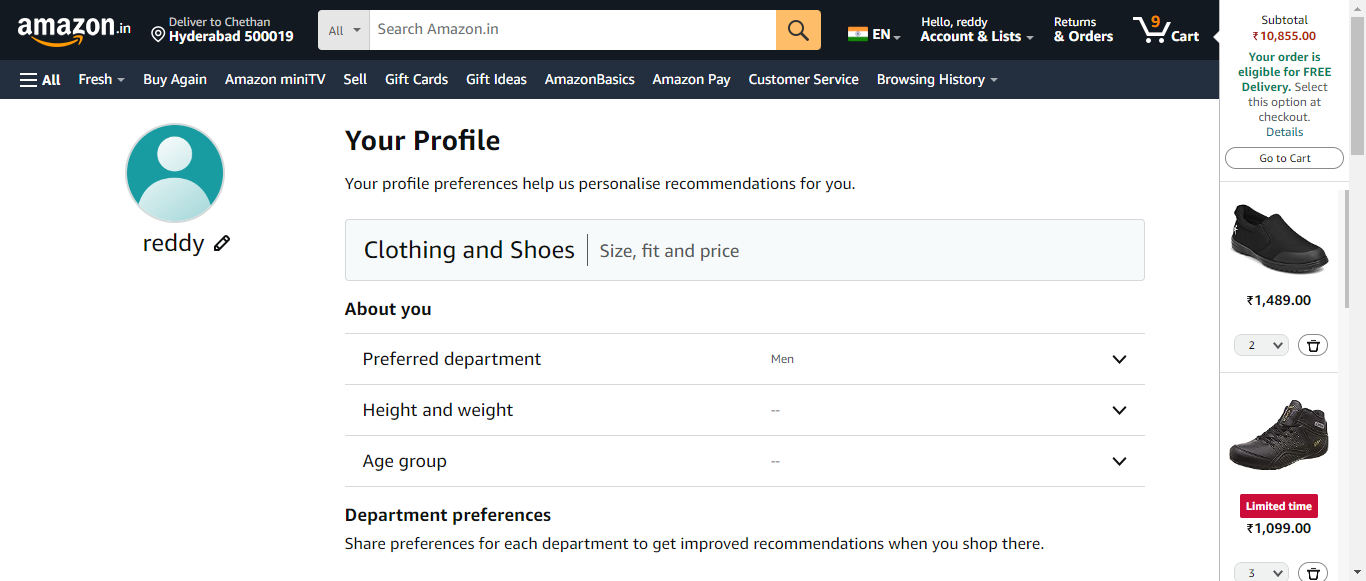 amazon.in
Deliver to Chethan
Hyderabad 500019
All
Search Amazon.in
EN
Hello, reddy
Account & Lists
Returns
& Orders
9
Cart
All
Fresh
Buy Again
Amazon miniTV
Sell
Gift Cards
Gift Ideas
AmazonBasics
Amazon Pay
Customer Service
Browsing History
reddy
Your Profile
Your profile preferences help us personalise recommendations for you.
Clothing and Shoes
Size, fit and price
About you
Preferred department
Men
Height and weight
--
Age group
--
Department preferences
Share preferences for each department to get improved recommendations when you shop there.
Subtotal
₹10,855.00
Your order is
eligible for FREE
Delivery. Select
this option at
checkout.
Details
Go to Cart
₹1,489.00
2
Limited time
₹1,099.00
3